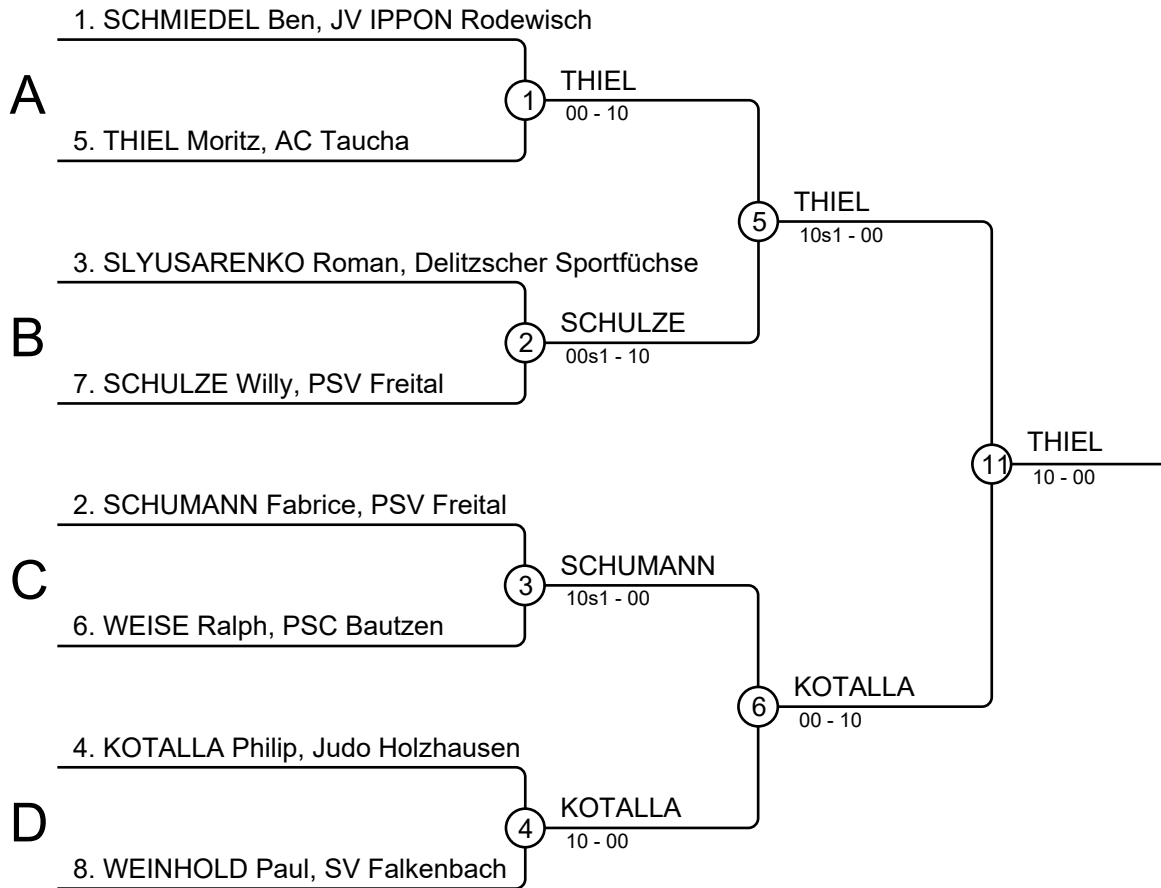 1. SCHMIEDEL Ben, JV IPPON Rodewisch
A
1
THIEL
00 - 10
5. THIEL Moritz, AC Taucha
5
THIEL
10s1 - 00
3. SLYUSARENKO Roman, Delitzscher Sportfüchse
B
2
SCHULZE
00s1 - 10
7. SCHULZE Willy, PSV Freital
11
THIEL
10 - 00
2. SCHUMANN Fabrice, PSV Freital
C
3
SCHUMANN
10s1 - 00
6. WEISE Ralph, PSC Bautzen
6
KOTALLA
00 - 10
4. KOTALLA Philip, Judo Holzhausen
D
4
KOTALLA
10 - 00
8. WEINHOLD Paul, SV Falkenbach